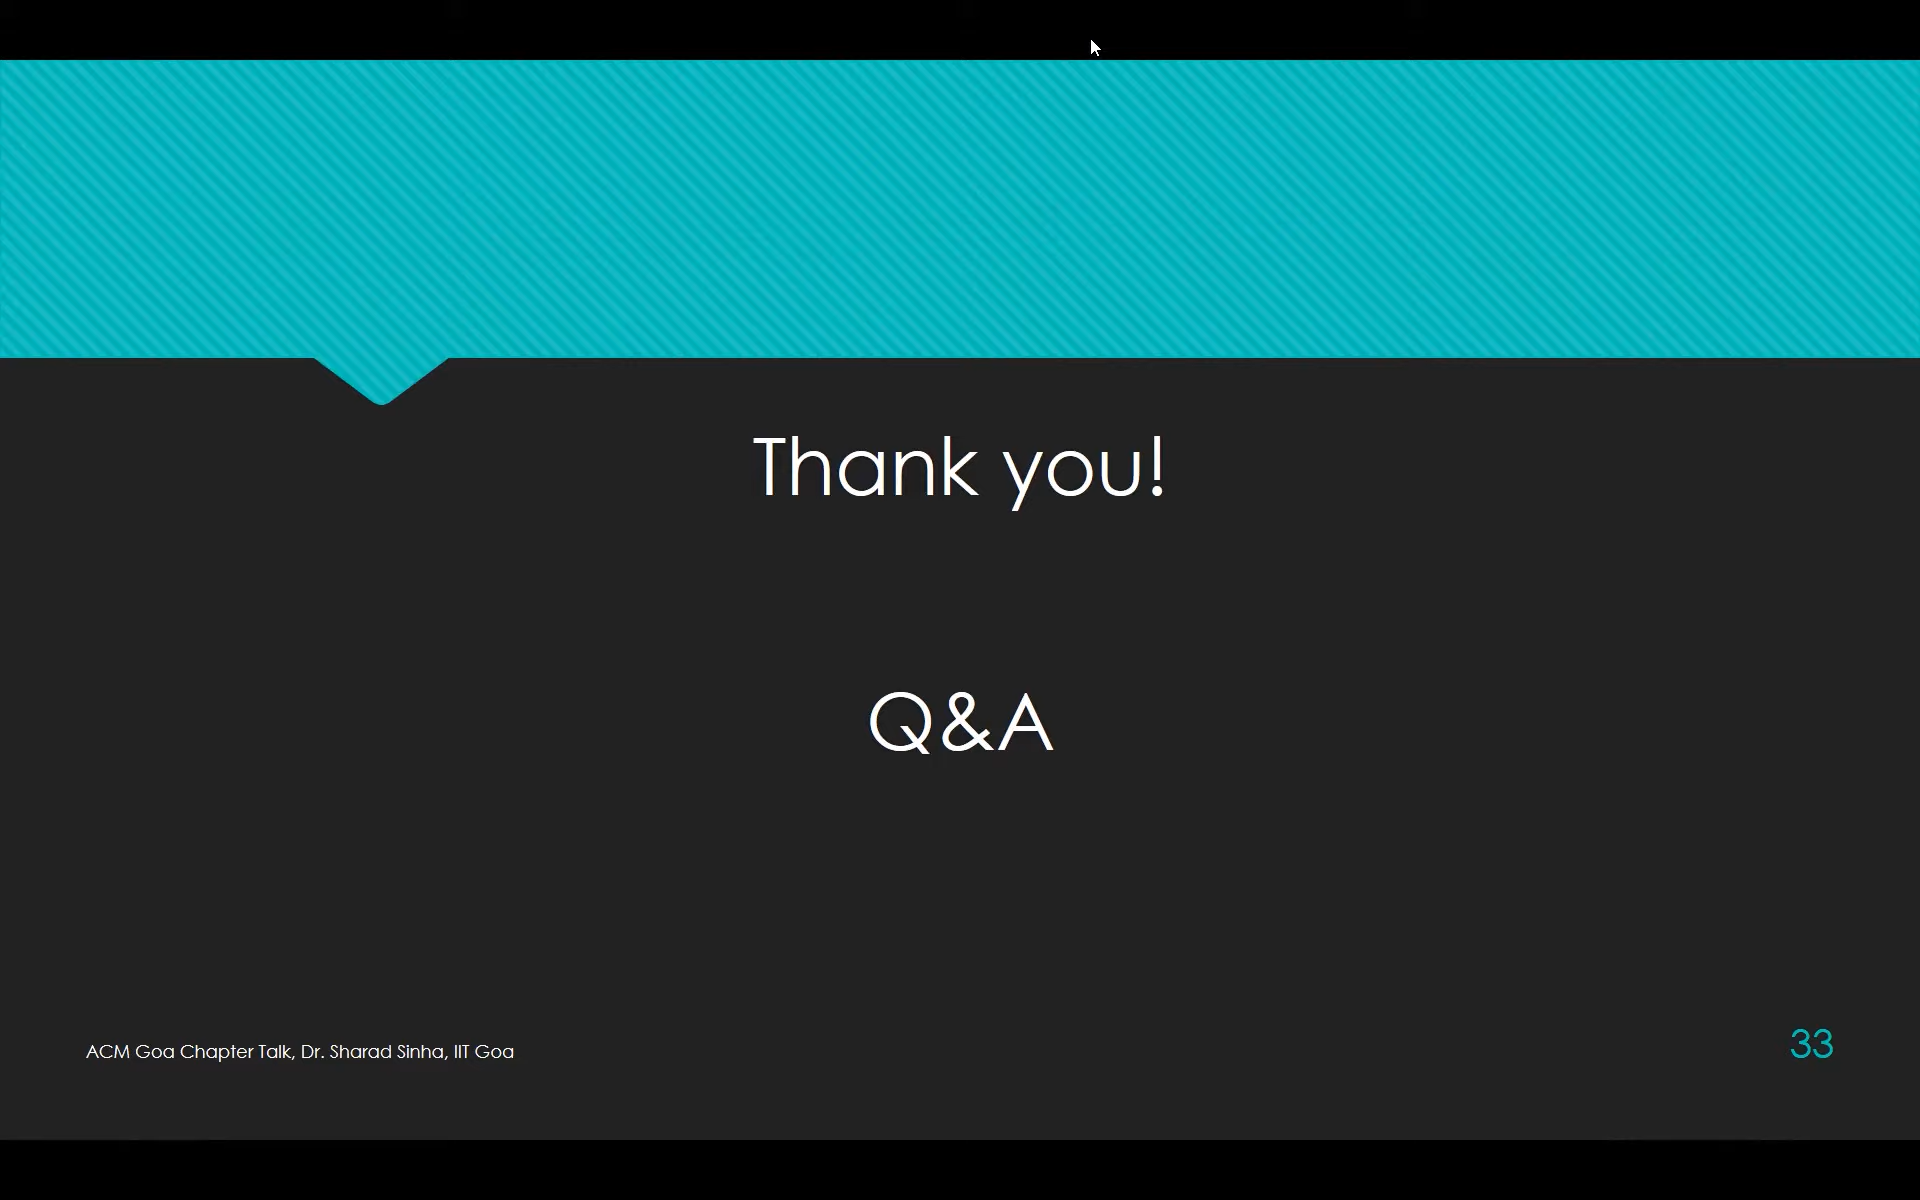 Thank you!
Q&A
ACM Goa Chapter Talk, Dr. Sharad Sinha, IIT Goa
33